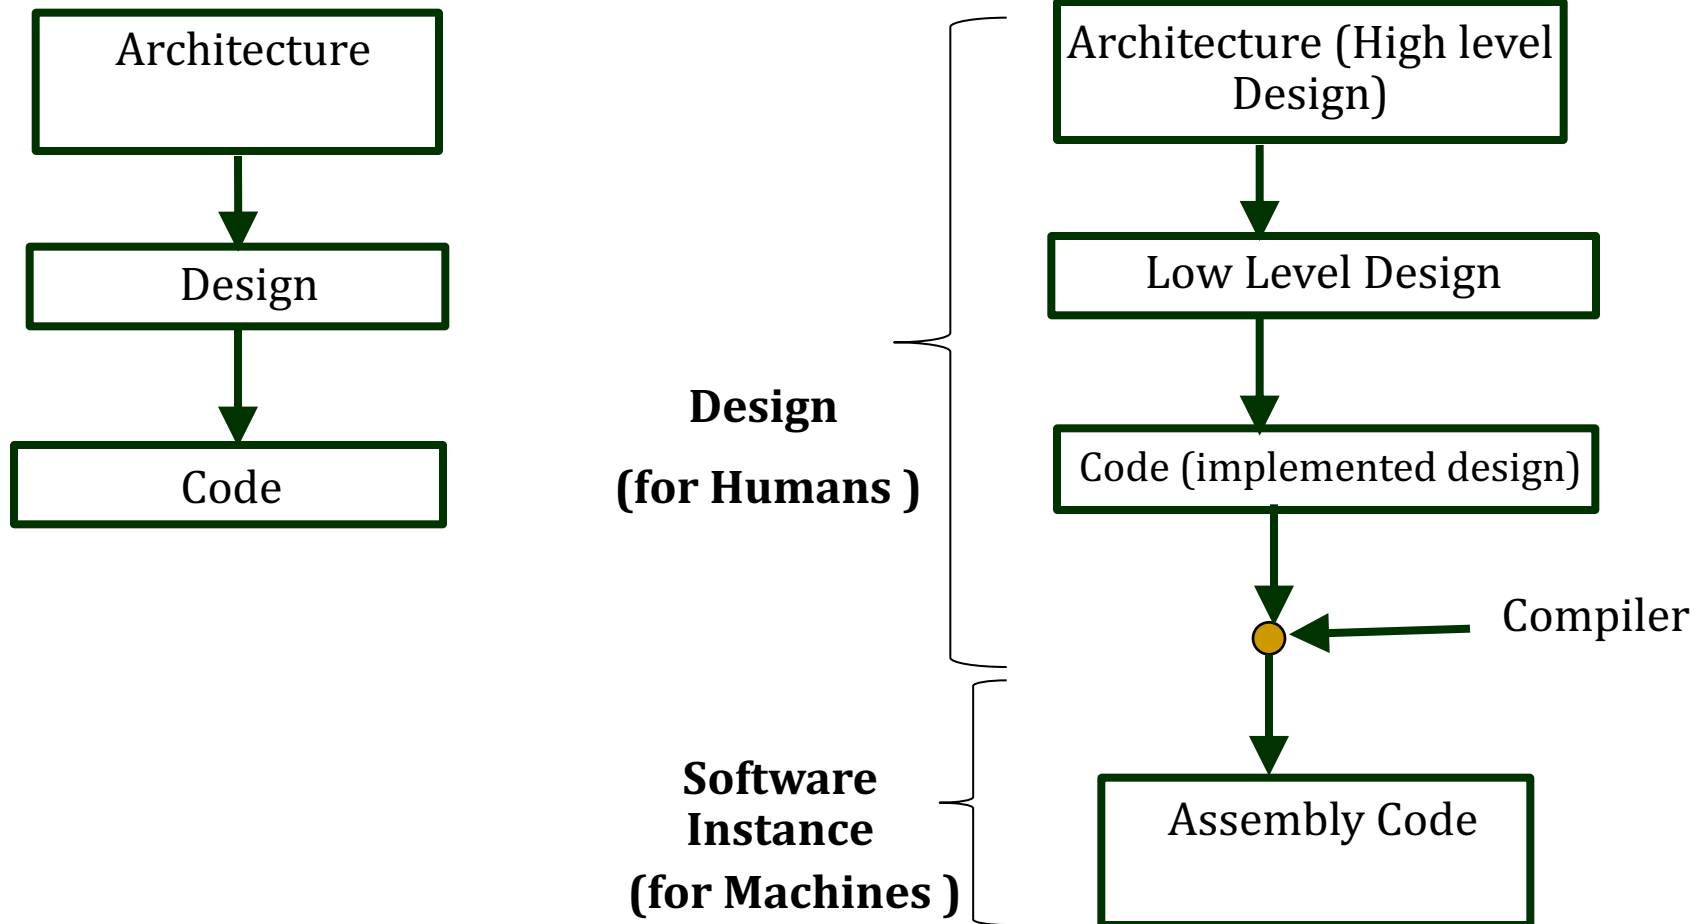 Architecture
Design
Code
Design
(for Humans )
Software
Instance
(for Machines )
Architecture (High level
Design)
Low Level Design
Code (implemented design)
Compiler
Assembly Code